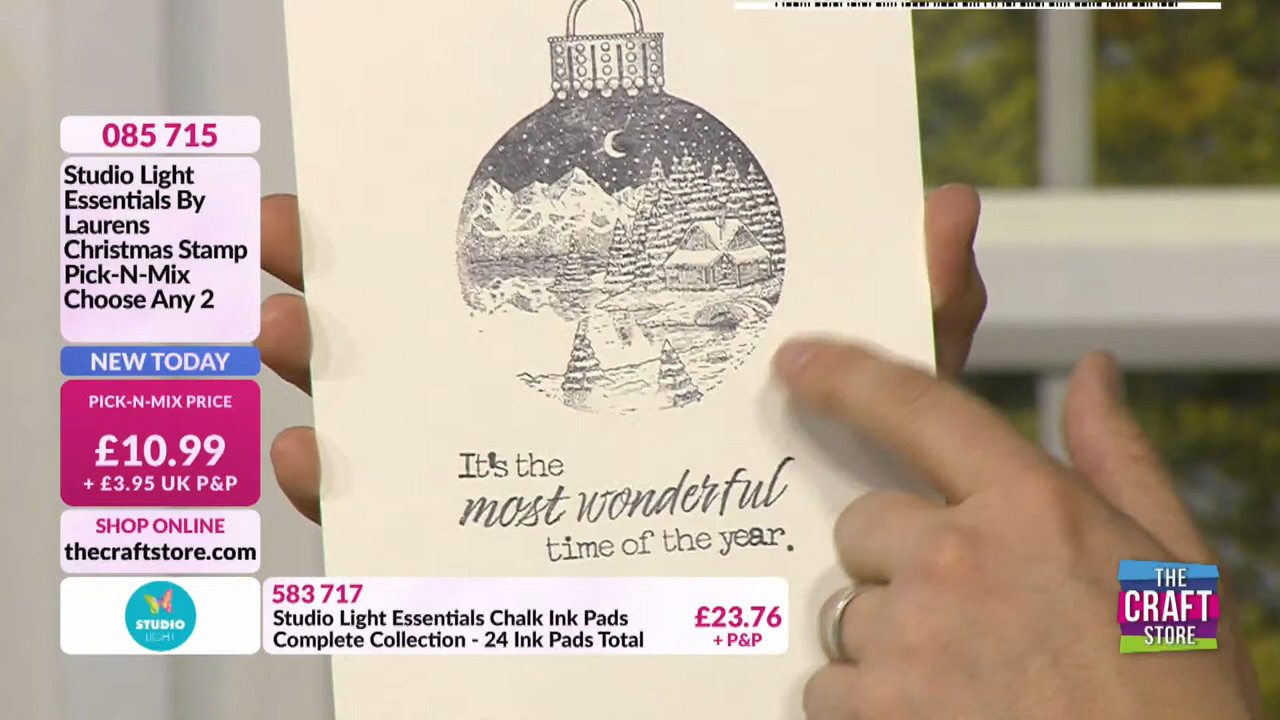 085 715
Studio Light
Essentials By
Laurens
Christmas Stamp
Pick-N-Mix
Choose Any 2
NEW TODAY
PICK-N-MIX PRICE
£10.99
+ £3.95 UK P&P
SHOP ONLINE
thecraftstore.com
STUDIO
LIGHT
583 717
Studio Light Essentials Chalk Ink Pads
Complete Collection - 24 Ink Pads Total
£23.76
+ P&P
It's the
most wonderful
time of the year.
THE
CRAFT
STORE